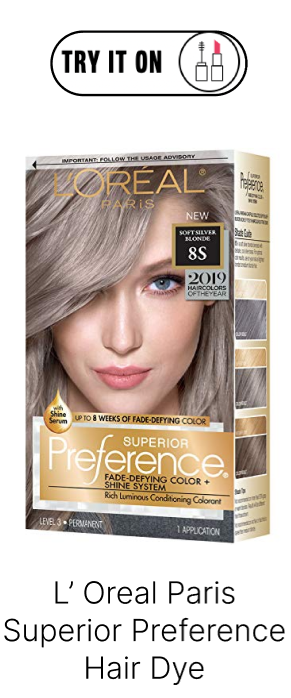 TRY IT ON
IMPORTANT: FOLLOW THE USAGE ADVISORY
L'ORÉAL
PARIS
NEW
SOFT SILVER
BLONDE
8S
2019
HAIRCOLORS
OF THE YEAR
with
Shine
Serum
UP TO 8 WEEKS OF FADE-DEFYING COLOR
SUPERIOR
Preference
FADE-DEFYING COLOR +
SHINE SYSTEM
Rich Luminous Conditioning Colorant
LEVEL 3 • PERMANENT
1 APPLICATION
SUPERIOR
Preference
Shade Guide
L’ Oreal Paris
Superior Preference
Hair Dye